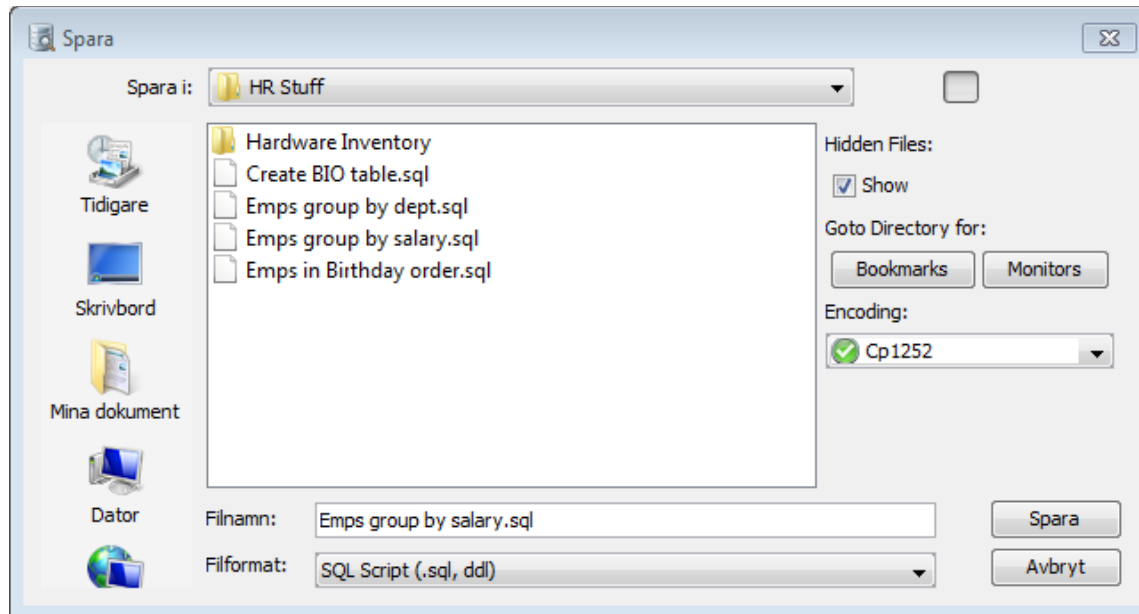 Spara
Spara i: HR Stuff
Tidigare
Skrivbord
Mina dokument
Dator
Hardware Inventory
Create BIO table.sql
Emps group by dept.sql
Emps group by salary.sql
Emps in Birthday order.sql
Hidden Files:
Show
Goto Directory for:
Bookmarks Monitors
Encoding:
Cp1252
Filnamn: Emps group by salary.sql
Spara
Filformat: SQL Script (.sql, ddl)
Avbryt